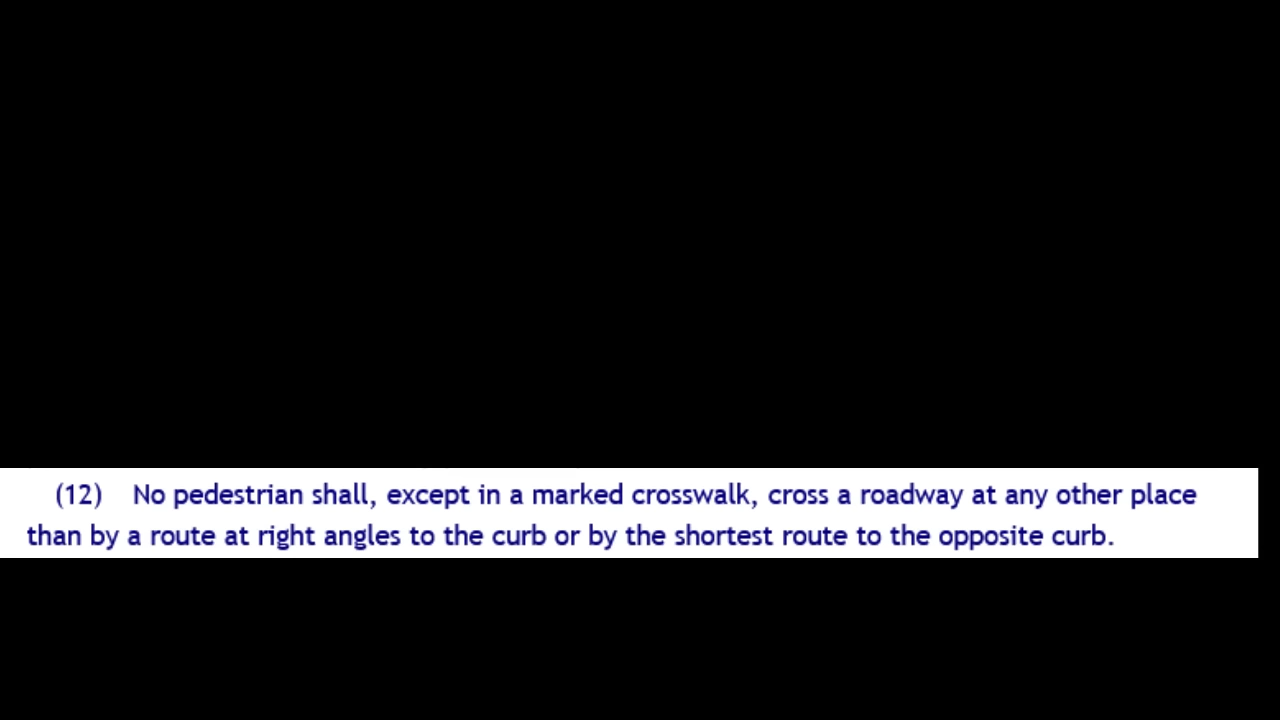 (12) No pedestrian shall, except in a marked crosswalk, cross a roadway at any other place
than by a route at right angles to the curb or by the shortest route to the opposite curb.